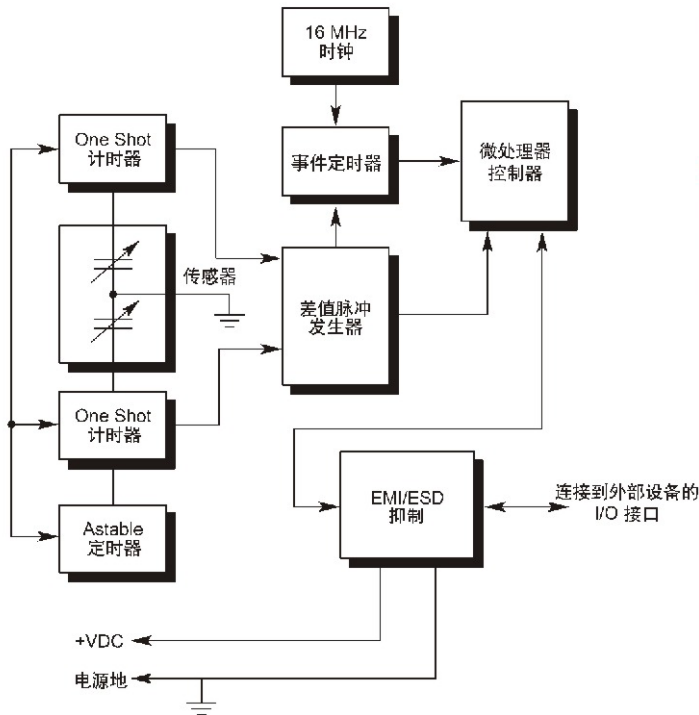 16 MHz
时钟
One Shot
计时器
事件定时器
微处理器
控制器
传感器
差值脉冲
发生器
One Shot
计时器
Astable
定时器
EMI/ESD
抑制
连接到外部设备的
I/O 接口
+VDC
电源地